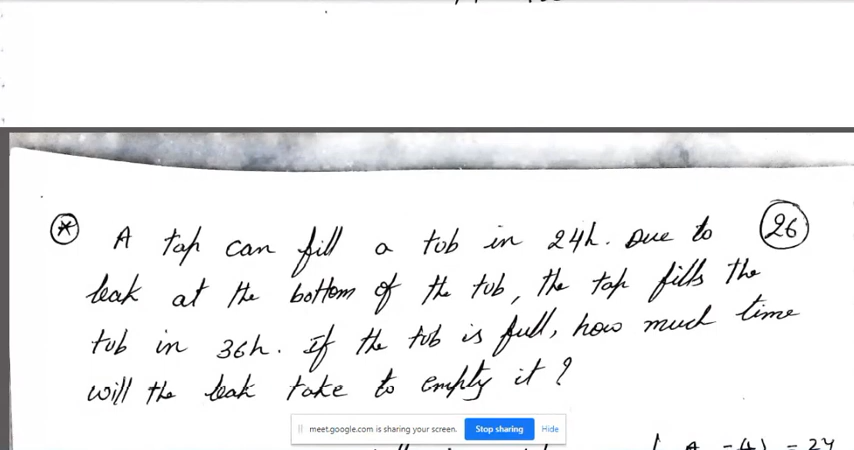 * A tap can fill a tub in 24h. Due to
26
leak at the bottom of the tub, the tap fills the
tub in 36h. If the tub is full, how much time
will the leak take to empty it?
meet.google.com is sharing your screen. Stop sharing Hide
= 24